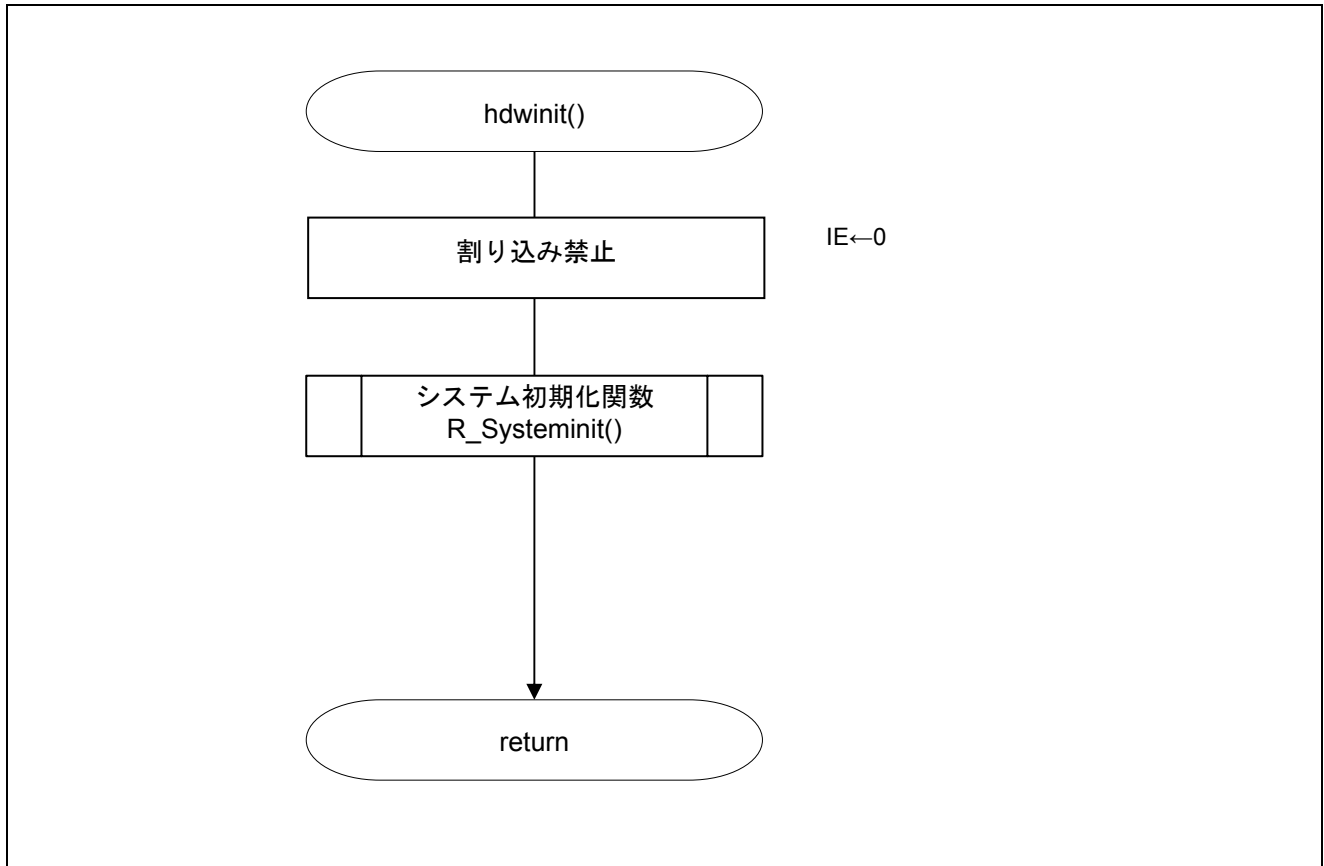 hdwinit()
割り込み禁止
IE←0
システム初期化関数
R_Systeminit()
return